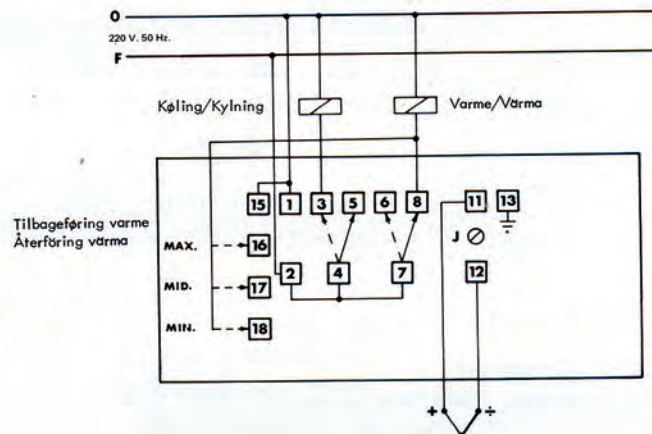 O
220 V. 50 Hz.
F
Køling/Kylning
Varme/Värma
15 1 3 5 6 8 11 13
Tilbageføring varme
Återföring värma
J
MAX. 16
2 4 7 12
MID. 17
MIN. 18
+ ÷